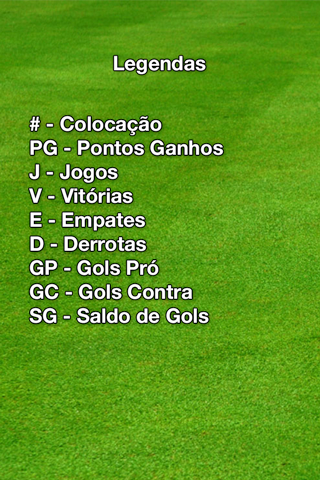 Legendas
# - Colocação
PG - Pontos Ganhos
J - Jogos
V - Vitórias
E - Empates
D - Derrotas
GP - Gols Pró
GC - Gols Contra
SG - Saldo de Gols